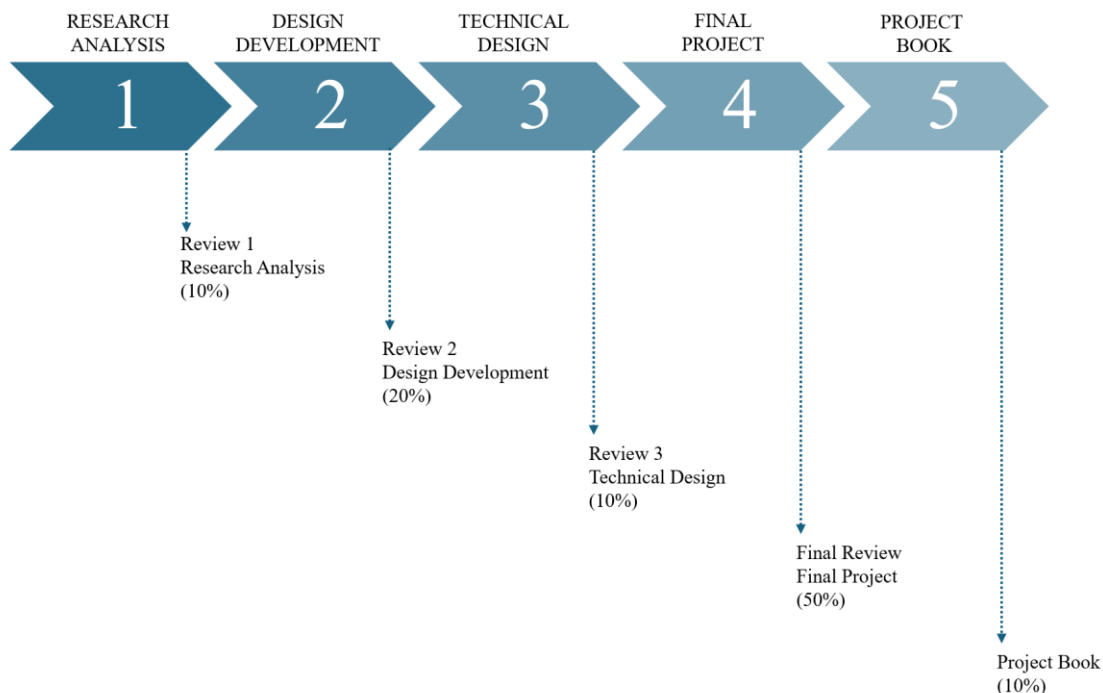 RESEARCH
ANALYSIS
DESIGN
DEVELOPMENT
TECHNICAL
DESIGN
FINAL
PROJECT
PROJECT
BOOK
1
2
3
4
5
Review 1
Research Analysis
(10%)
Review 2
Design Development
(20%)
Review 3
Technical Design
(10%)
Final Review
Final Project
(50%)
Project Book
(10%)